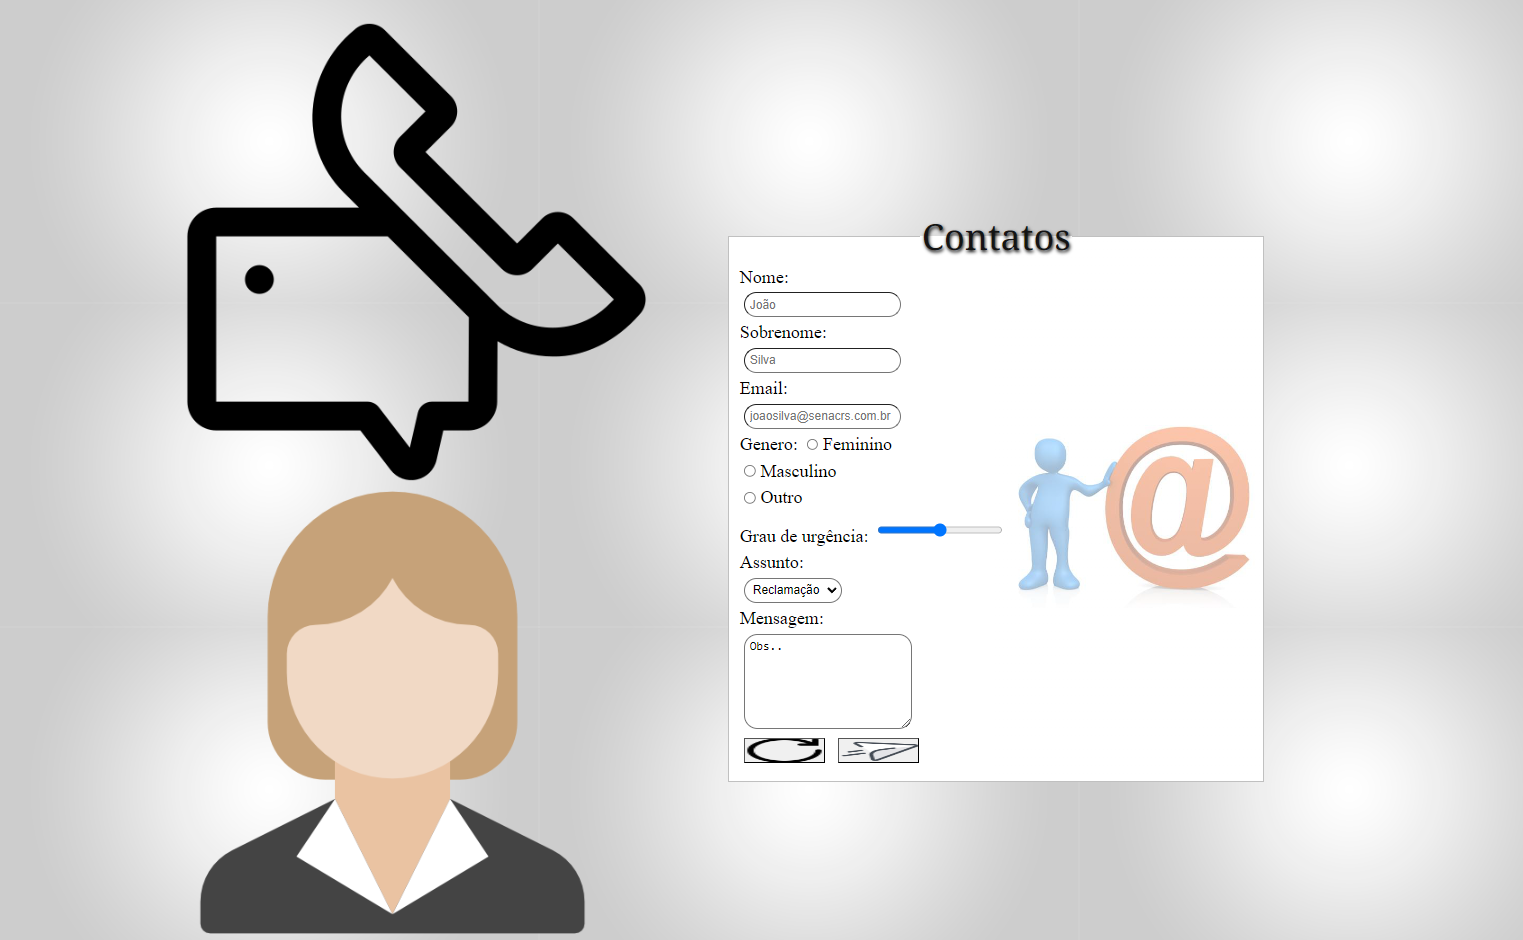 Contatos
Nome:
João
Sobrenome:
Silva
Email:
joaosilva@senacrs.com.br
Genero: Feminino
Masculino
Outro
Grau de urgência:
Assunto:
Reclamação
Mensagem:
Obs..
@